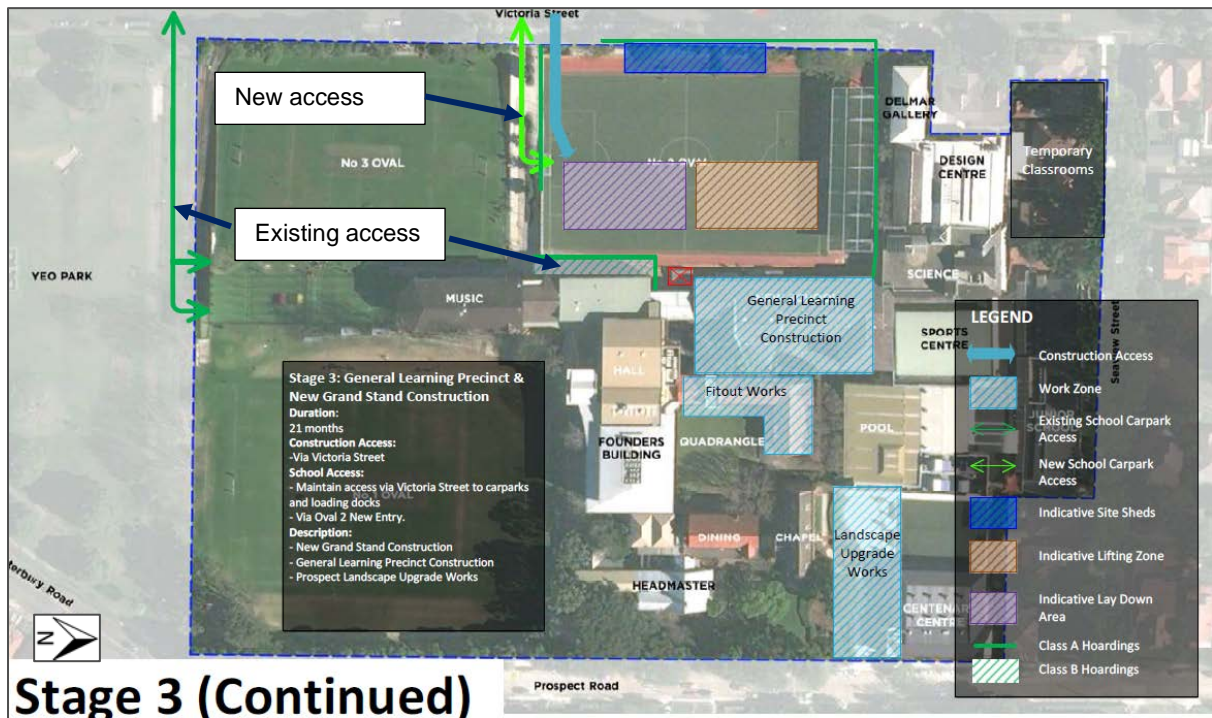 Victoria Street
New access
No 3 OVAL
DELMAR
GALLERY
DESIGN
CENTRE
Temporary
Classrooms
Existing access
YEO PARK
MUSIC
SCIENCE
General Learning
Precinct
Construction
SPORTS
CENTRE
HALL
Fitout Works
FOUNDERS
BUILDING
QUADRANGLE
POOL
Seaview Street
Stage 3: General Learning Precinct &
New Grand Stand Construction
Duration:
21 months
Construction Access:
-Via Victoria Street
School Access:
- Maintain access via Victoria Street to carparks
and loading docks
- Via Oval 2 New Entry.
Description:
- New Grand Stand Construction
- General Learning Precinct Construction
- Prospect Landscape Upgrade Works
DINING
CHAPEL
Landscape
Upgrade
Works
HEADMASTER
LEGEND
Construction Access
Work Zone
Existing School Carpark
Access
New School Carpark
Access
Indicative Site Sheds
Indicative Lifting Zone
Indicative Lay Down
Area
Class A Hoardings
Class B Hoardings
terbury Road
N
Stage 3 (Continued)
Prospect Road